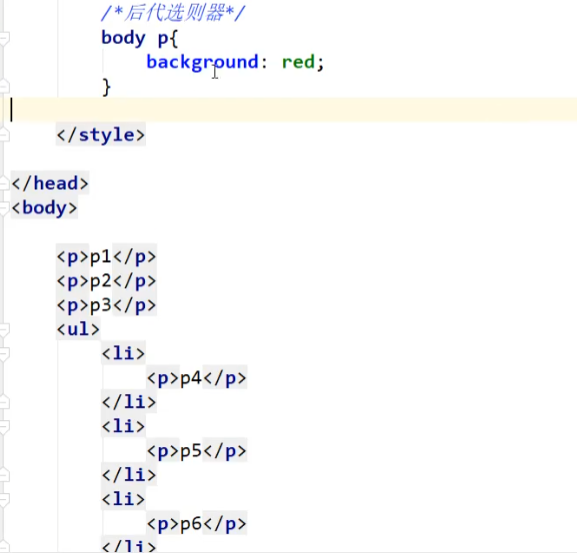 /*后代选则器*/
body p{
background: red;
}
</style>
</head>
<body>
<p>p1</p>
<p>p2</p>
<p>p3</p>
<ul>
<li>
<p>p4</p>
</li>
<li>
<p>p5</p>
</li>
<li>
<p>p6</p>
</li>